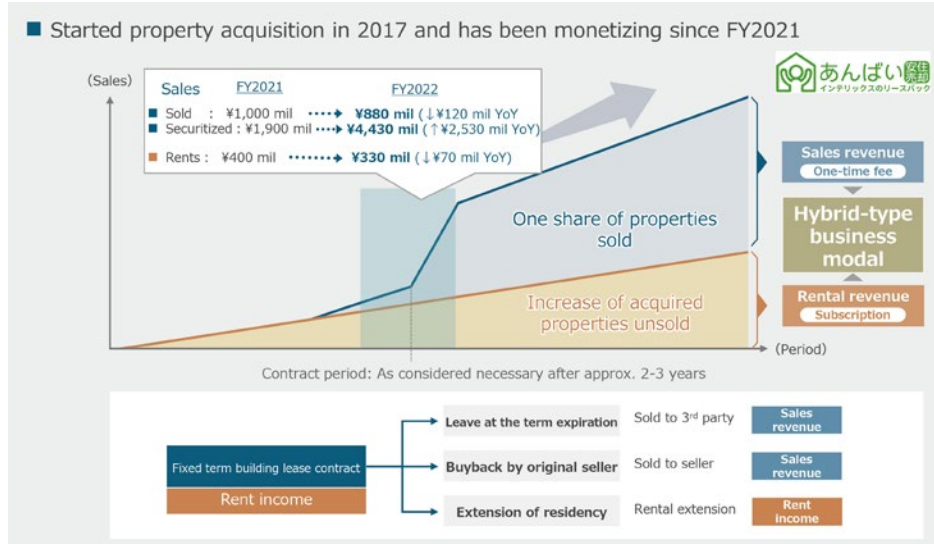 Started property acquisition in 2017 and has been monetizing since FY2021
(Sales)
Sales FY2021 FY2022
Sold : ¥1,000 mil ¥880 mil (↓¥120 mil YoY
Securitized : ¥1,900 mil ¥4,430 mil (↑¥2,530 mil YoY)
Rents : ¥400 mil ¥330 mil (↓¥70 mil YoY)
あんばい
インテリックスのリースバック
Sales revenue
One-time fee
Hybrid-type
business
modal
Rental revenue
Subscription
One share of properties
sold
Increase of acquired
properties unsold
(Period)
Contract period: As considered necessary after approx. 2-3 years
Fixed term building lease contract
Rent income
Leave at the term expiration Sold to 3rd party Sales
revenue
Buyback by original seller Sold to seller Sales
revenue
Extension of residency Rental extension Rent
income